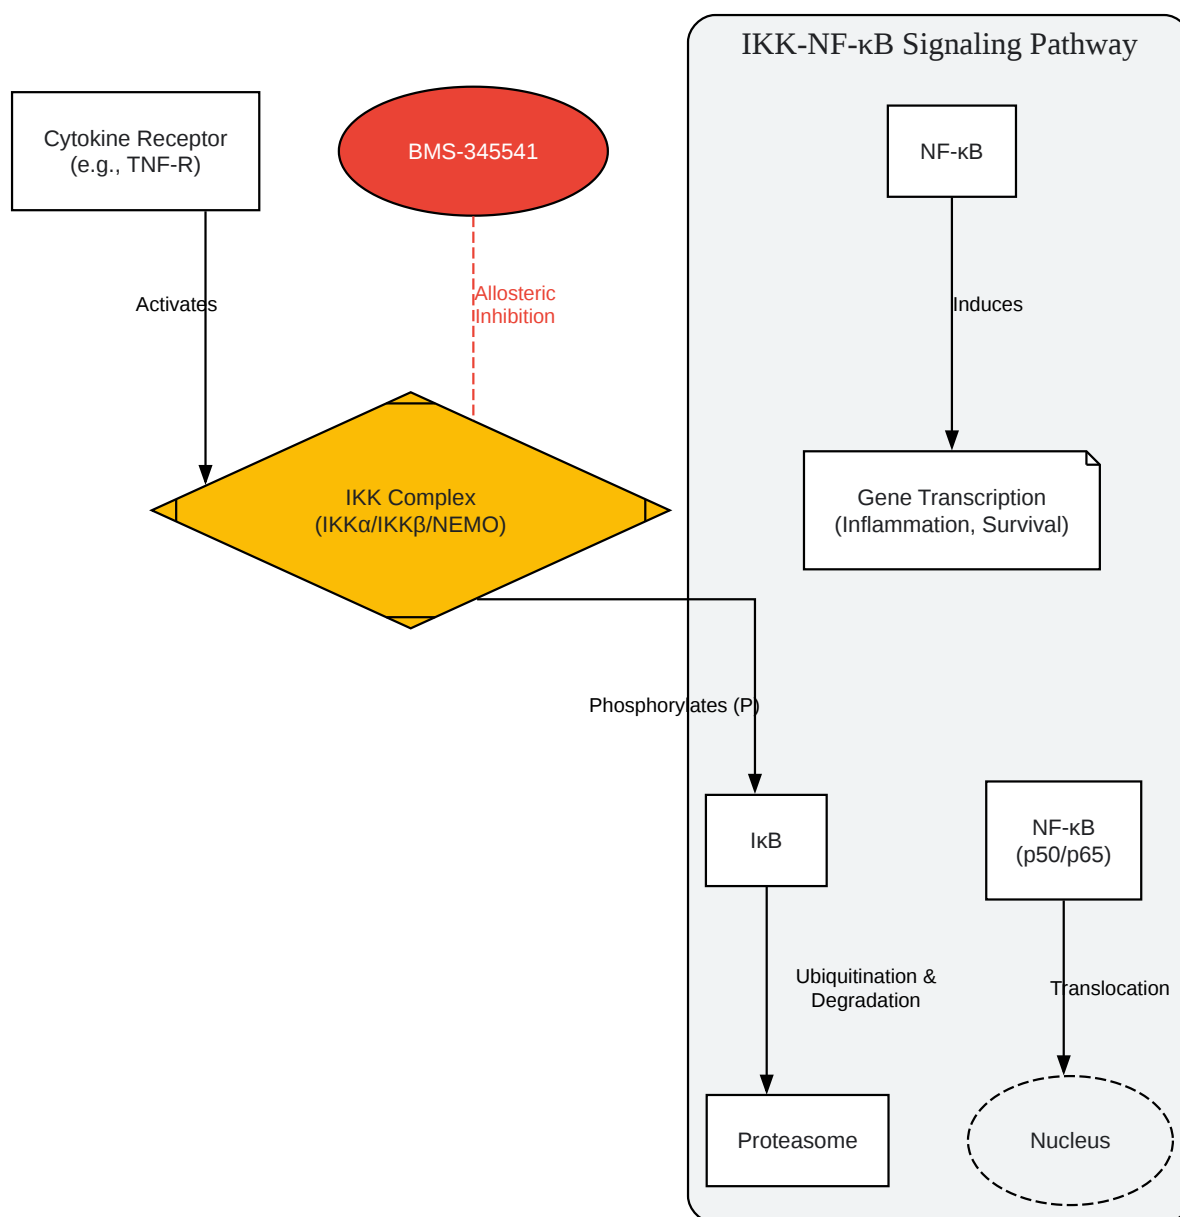 IKK-NF-κB Signaling Pathway
Cytokine Receptor
(e.g., TNF-R)
BMS-345541
NF-κB
Activates
Allosteric
Inhibition
Induces
IKK Complex
(IKKα/IKKβ/NEMO)
Gene Transcription
(Inflammation, Survival)
Phosphorylates (P)
IκB
NF-κB
(p50/p65)
Ubiquitination &
Degradation
Translocation
Proteasome
Nucleus